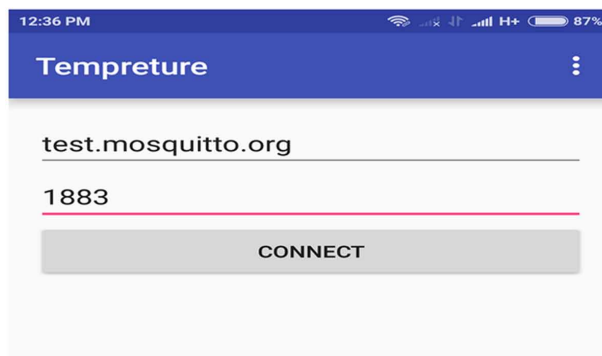 12:36 PM H+ 87%
Tempreture
test.mosquitto.org
1883
CONNECT